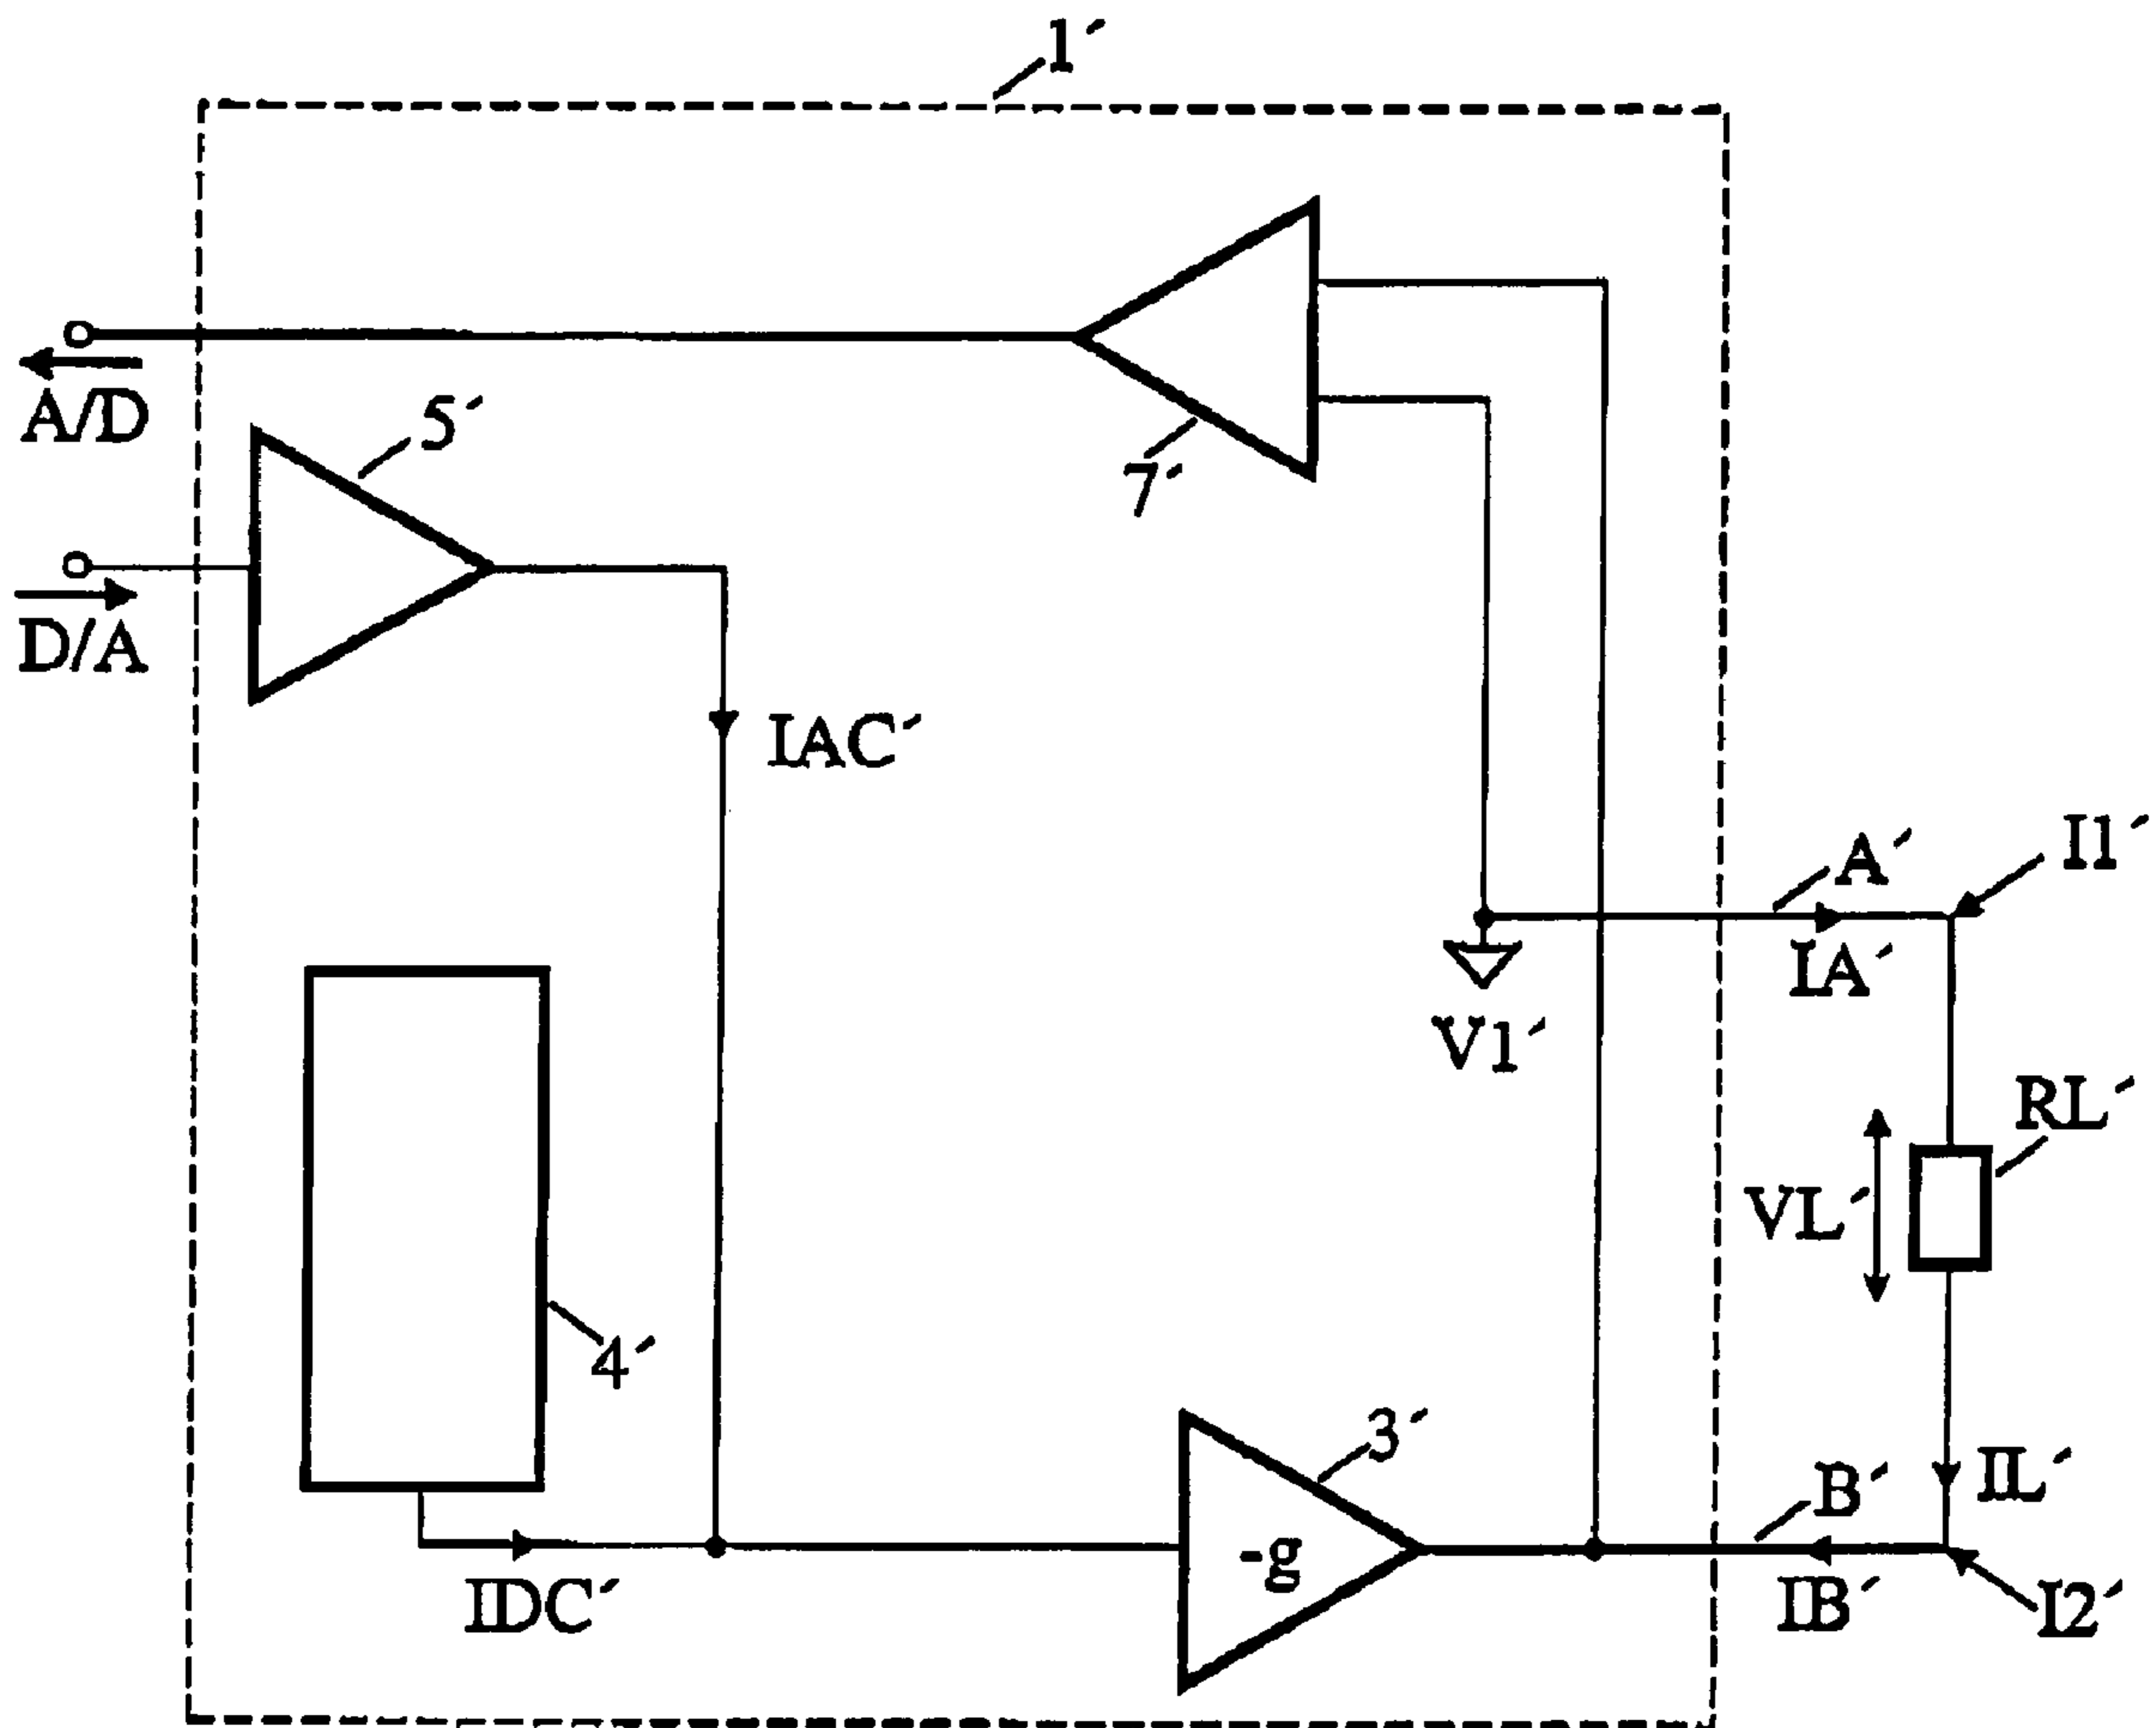 1´
A/D
5´
7´
D/A
IAC´
A´
I1´
IA´
V1´
RL´
VL´
4´
3´
-g
B´
IL´
IDC´
IB´
I2´